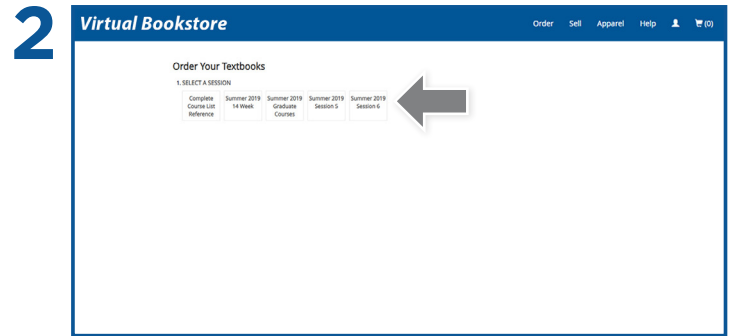 2
Virtual Bookstore
Order Sell Apparel Help (0)
Order Your Textbooks
1. SELECT A SESSION
Complete Course List Reference
Summer 2019 14 Week
Summer 2019 Graduate Courses
Summer 2019 Session 5
Summer 2019 Session 6